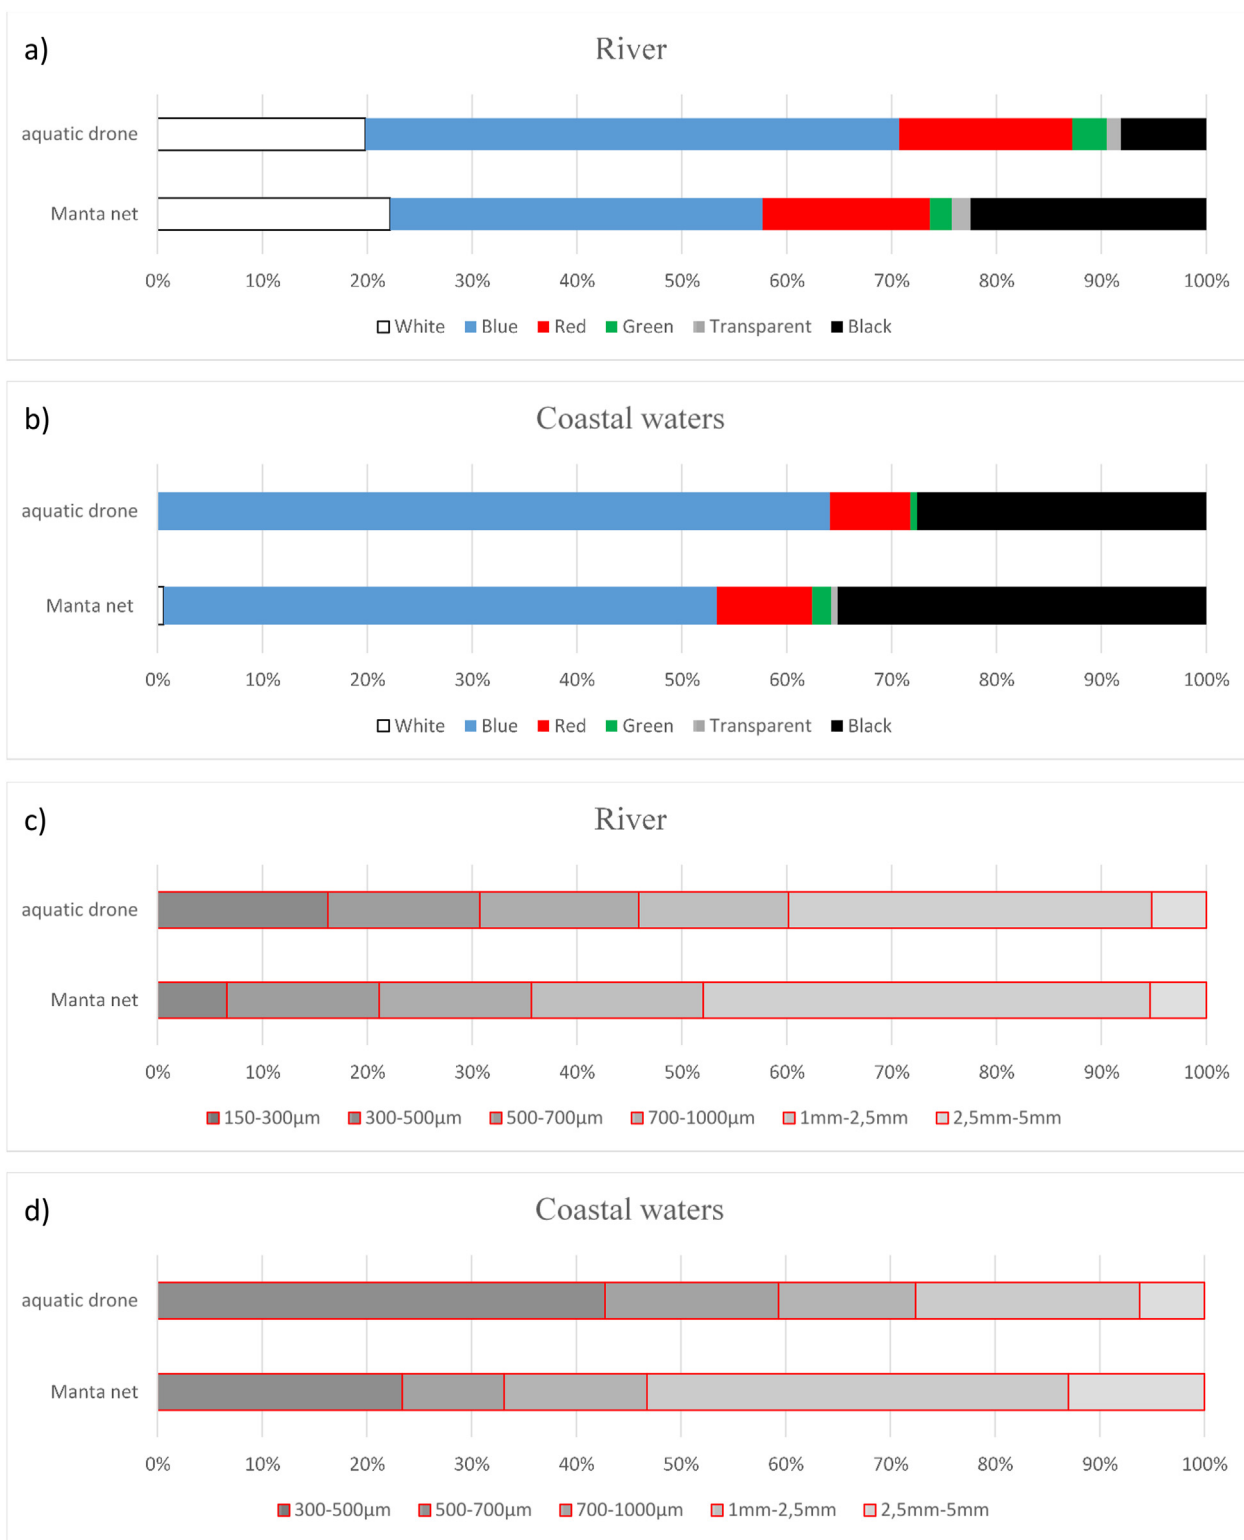 a)
River
aquatic drone
Manta net
0% 10% 20% 30% 40% 50% 60% 70% 80% 90% 100%
White Blue Red Green Transparent Black
b)
Coastal waters
aquatic drone
Manta net
0% 10% 20% 30% 40% 50% 60% 70% 80% 90% 100%
White Blue Red Green Transparent Black
c)
River
aquatic drone
Manta net
0% 10% 20% 30% 40% 50% 60% 70% 80% 90% 100%
150-300μm 300-500μm 500-700μm 700-1000μm 1mm-2,5mm 2,5mm-5mm
d)
Coastal waters
aquatic drone
Manta net
0% 10% 20% 30% 40% 50% 60% 70% 80% 90% 100%
300-500μm 500-700μm 700-1000μm 1mm-2,5mm 2,5mm-5mm